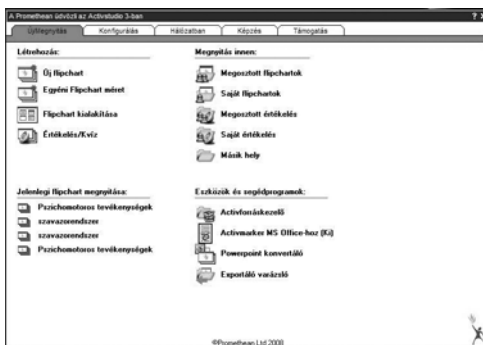 A Promethean üdvözli az Activstudio 3-ban
Új/Megnyitás Konfigurálás Hálózatban Képzés Támogatás
Létrehozás:
Új flipchart
Egyéni Flipchart méret
Flipchart kialakítása
Értékelés/Kvíz
Megnyitás innen:
Megosztott flipchartok
Saját flipchartok
Megosztott értékelés
Saját értékelés
Másik hely
Jelenlegi flipchart megnyitása:
Pszichomotoros tevékenységek
szavazorendszer
szavazorendszer
Pszichomotoros tevékenységek
Eszközök és segédprogramok:
Activforráskezelő
Activmarker MS Office-hoz (Ki)
Powerpoint konvertáló
Exportáló varázsló
©Promethean Ltd 2008